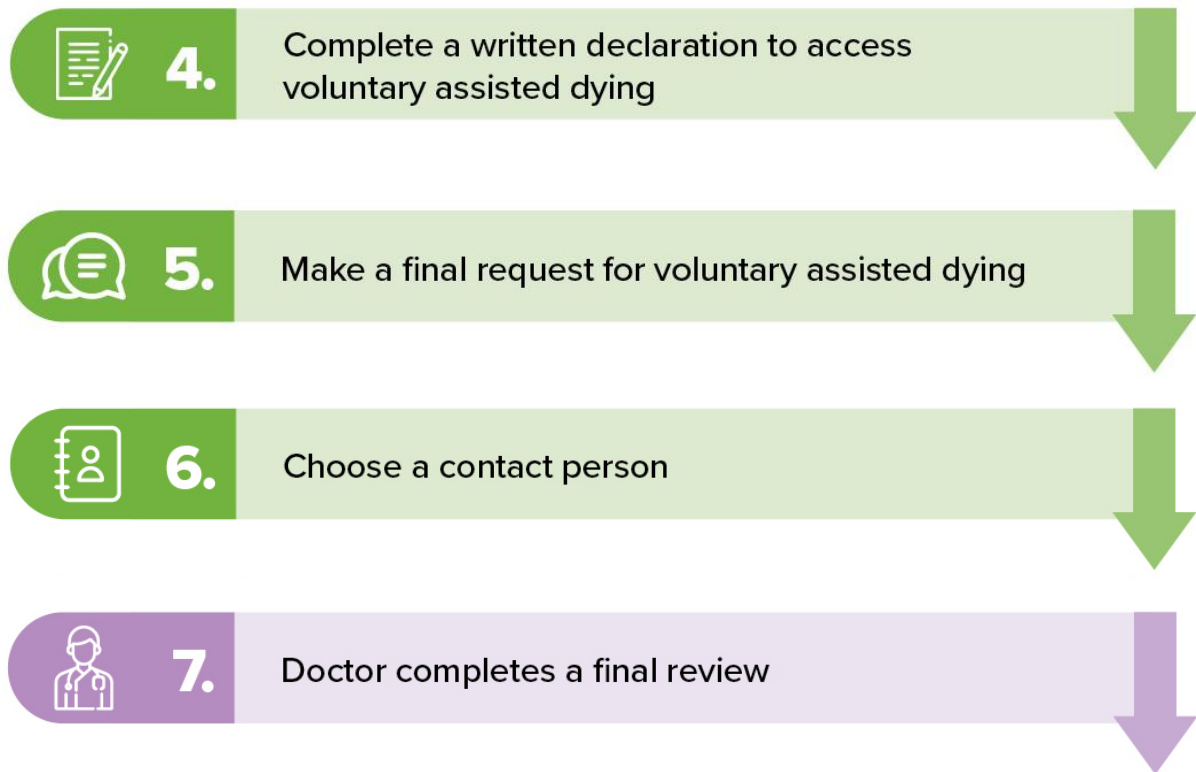 4.
Complete a written declaration to access
voluntary assisted dying
5.
Make a final request for voluntary assisted dying
6.
Choose a contact person
7.
Doctor completes a final review